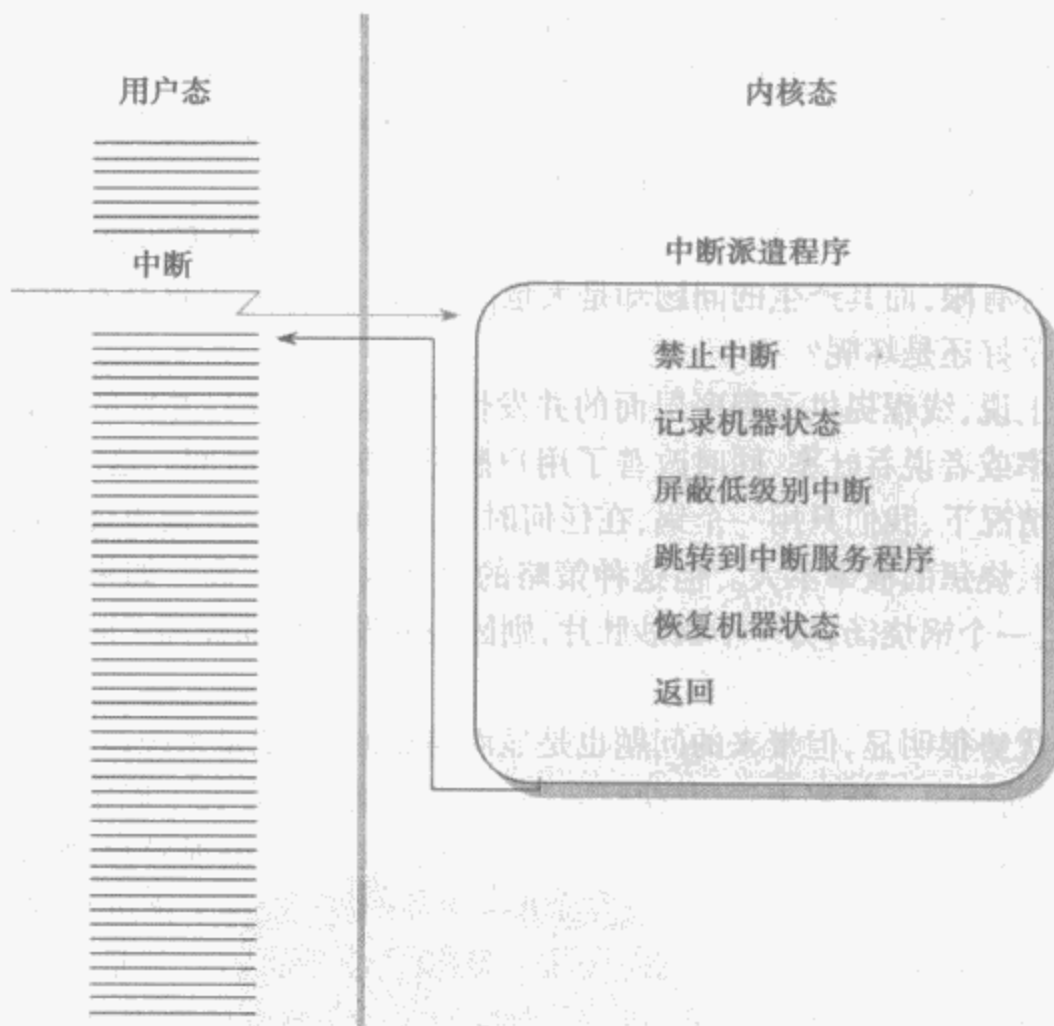 用户态
内核态
中断
中断派遣程序
禁止中断
记录机器状态
屏蔽低级别中断
跳转到中断服务程序
恢复机器状态
返回